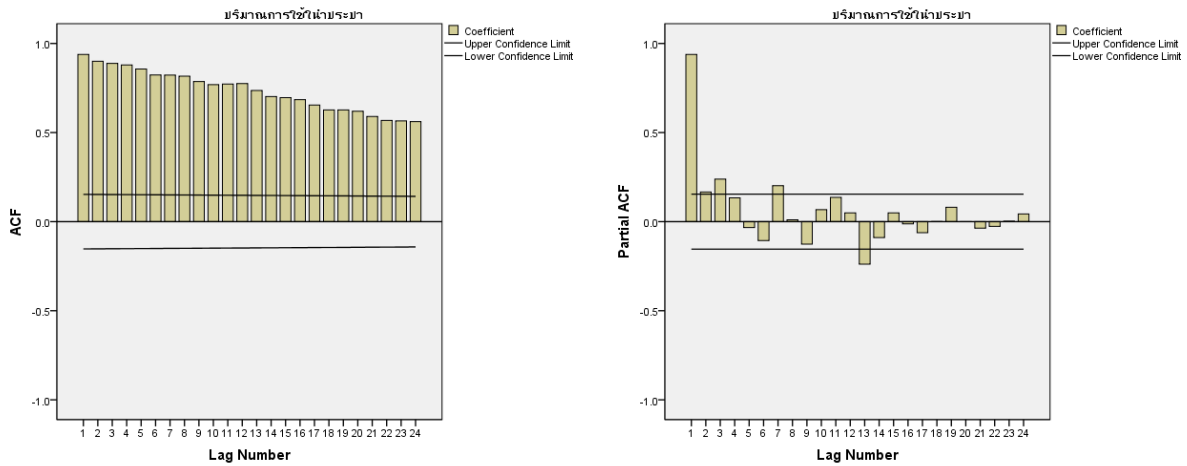 ปริมาณการใช้น้ำประปา
Coefficient
Upper Confidence Limit
Lower Confidence Limit
ACF
1.0
0.5
0.0
-0.5
-1.0
1 2 3 4 5 6 7 8 9 10 11 12 13 14 15 16 17 18 19 20 21 22 23 24
Lag Number
ปริมาณการใช้น้ำประปา
Coefficient
Upper Confidence Limit
Lower Confidence Limit
Partial ACF
1.0
0.5
0.0
-0.5
-1.0
1 2 3 4 5 6 7 8 9 10 11 12 13 14 15 16 17 18 19 20 21 22 23 24
Lag Number